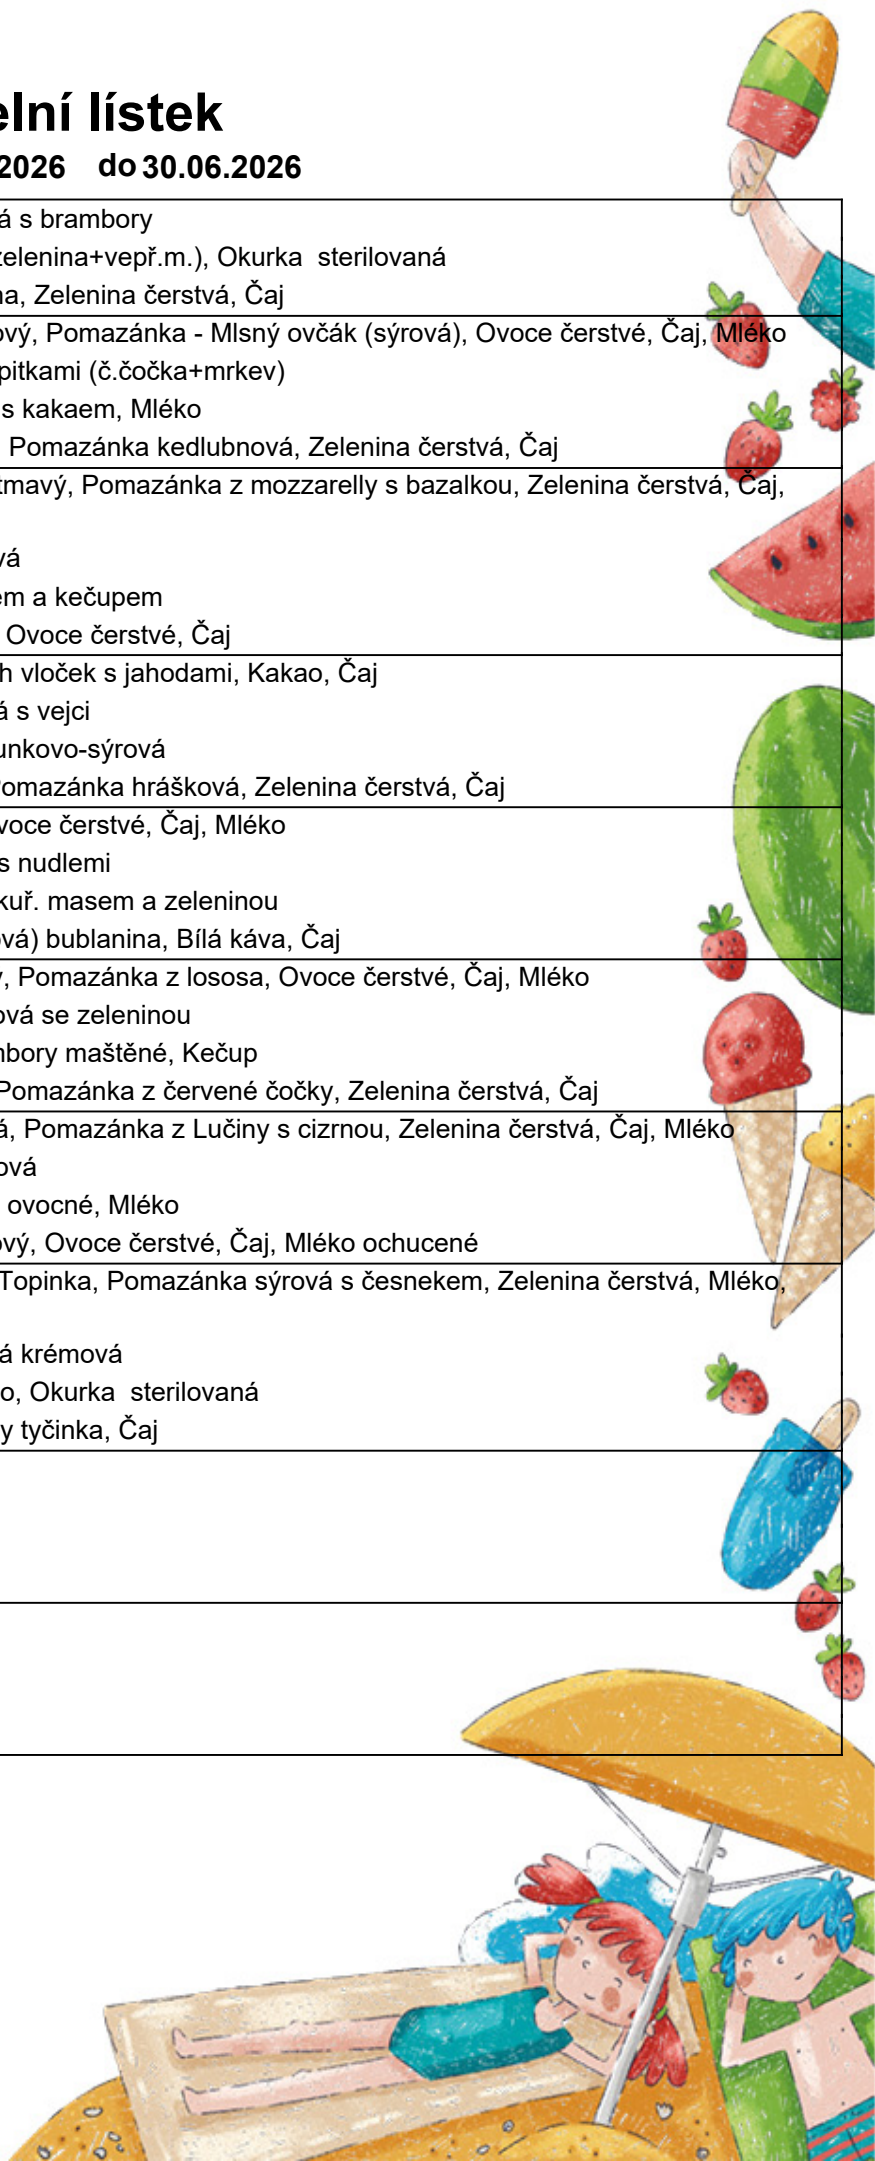 elní lístek
2026 do 30.06.2026
á s brambory
zelenina+vepř.m.), Okurka sterilovaná
na, Zelenina čerstvá, Čaj
ový, Pomazánka - Mlsný ovčák (sýrová), Ovoce čerstvé, Čaj, Mléko
pitkami (č.čočka+mrkev)
s kakaem, Mléko
, Pomazánka kedlubnová, Zelenina čerstvá, Čaj
tmavý, Pomazánka z mozzarelly s bazalkou, Zelenina čerstvá, Čaj,
vá
em a kečupem
Ovoce čerstvé, Čaj
h vloček s jahodami, Kakao, Čaj
á s vejci
unkovo-sýrová
Pomazánka hrášková, Zelenina čerstvá, Čaj
voce čerstvé, Čaj, Mléko
s nudlemi
kuř. masem a zeleninou
ová) bublanina, Bílá káva, Čaj
y, Pomazánka z lososa, Ovoce čerstvé, Čaj, Mléko
ová se zeleninou
mbory maštěné, Kečup
Pomazánka z červené čočky, Zelenina čerstvá, Čaj
á, Pomazánka z Lučiny s cizrnou, Zelenina čerstvá, Čaj, Mléko
ová
ovocné, Mléko
ový, Ovoce čerstvé, Čaj, Mléko ochucené
Topinka, Pomazánka sýrová s česnekem, Zelenina čerstvá, Mléko,
á krémová
o, Okurka sterilovaná
y tyčinka, Čaj